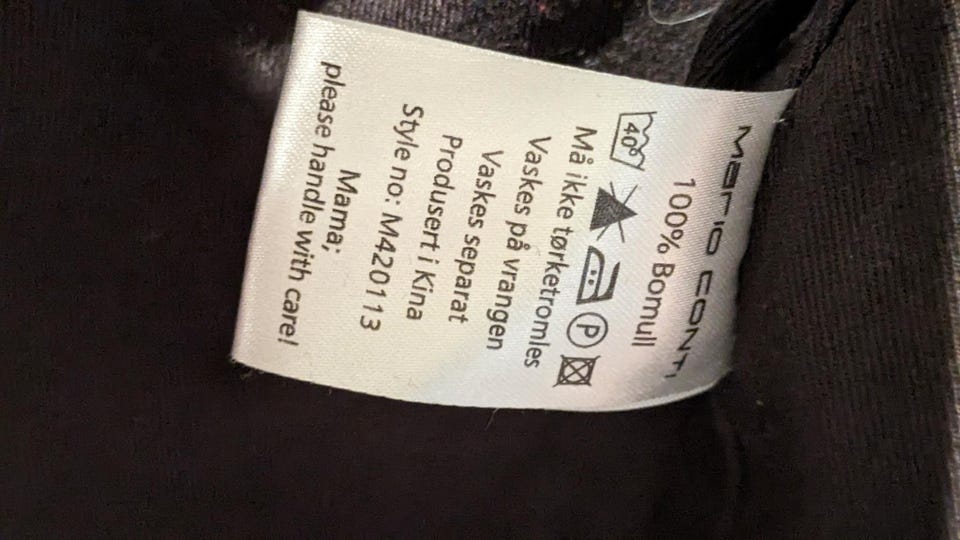 Mario Conti
100% Bomull
40°
P
Må ikke tørketromles
Vaskes på vrangen
Vaskes separat
Produsert i Kina
Style no: M420113
Mama;
please handle with care!